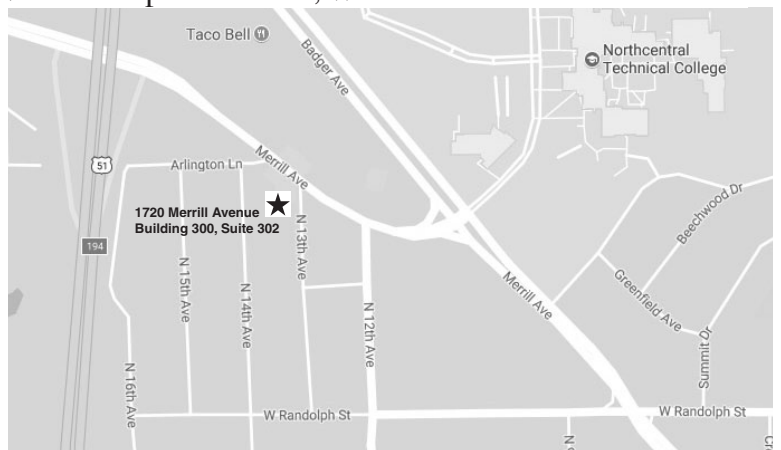 Taco Bell
Badger Ave
Northcentral
Technical College
51
Arlington Ln
Merrill Ave
1720 Merrill Avenue
Building 300, Suite 302
194
N 13th Ave
N 14th Ave
N 15th Ave
N 16th Ave
N 12th Ave
Merrill Ave
Beechwood Dr
Greenfield Ave
Summit Dr
W Randolph St
W Randolph St